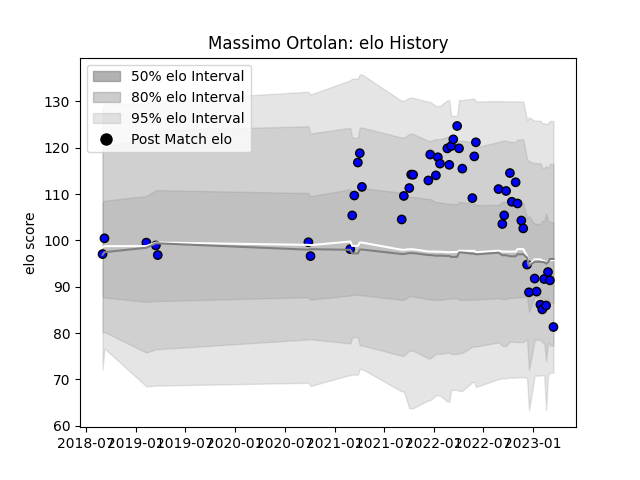 Massimo Ortolan: elo History
50% elo Interval
80% elo Interval
95% elo Interval
Post Match elo
elo score
130
120
110
100
90
80
70
60
2018-07 2019-01 2019-07 2020-01 2020-07 2021-01 2021-07 2022-01 2022-07 2023-01